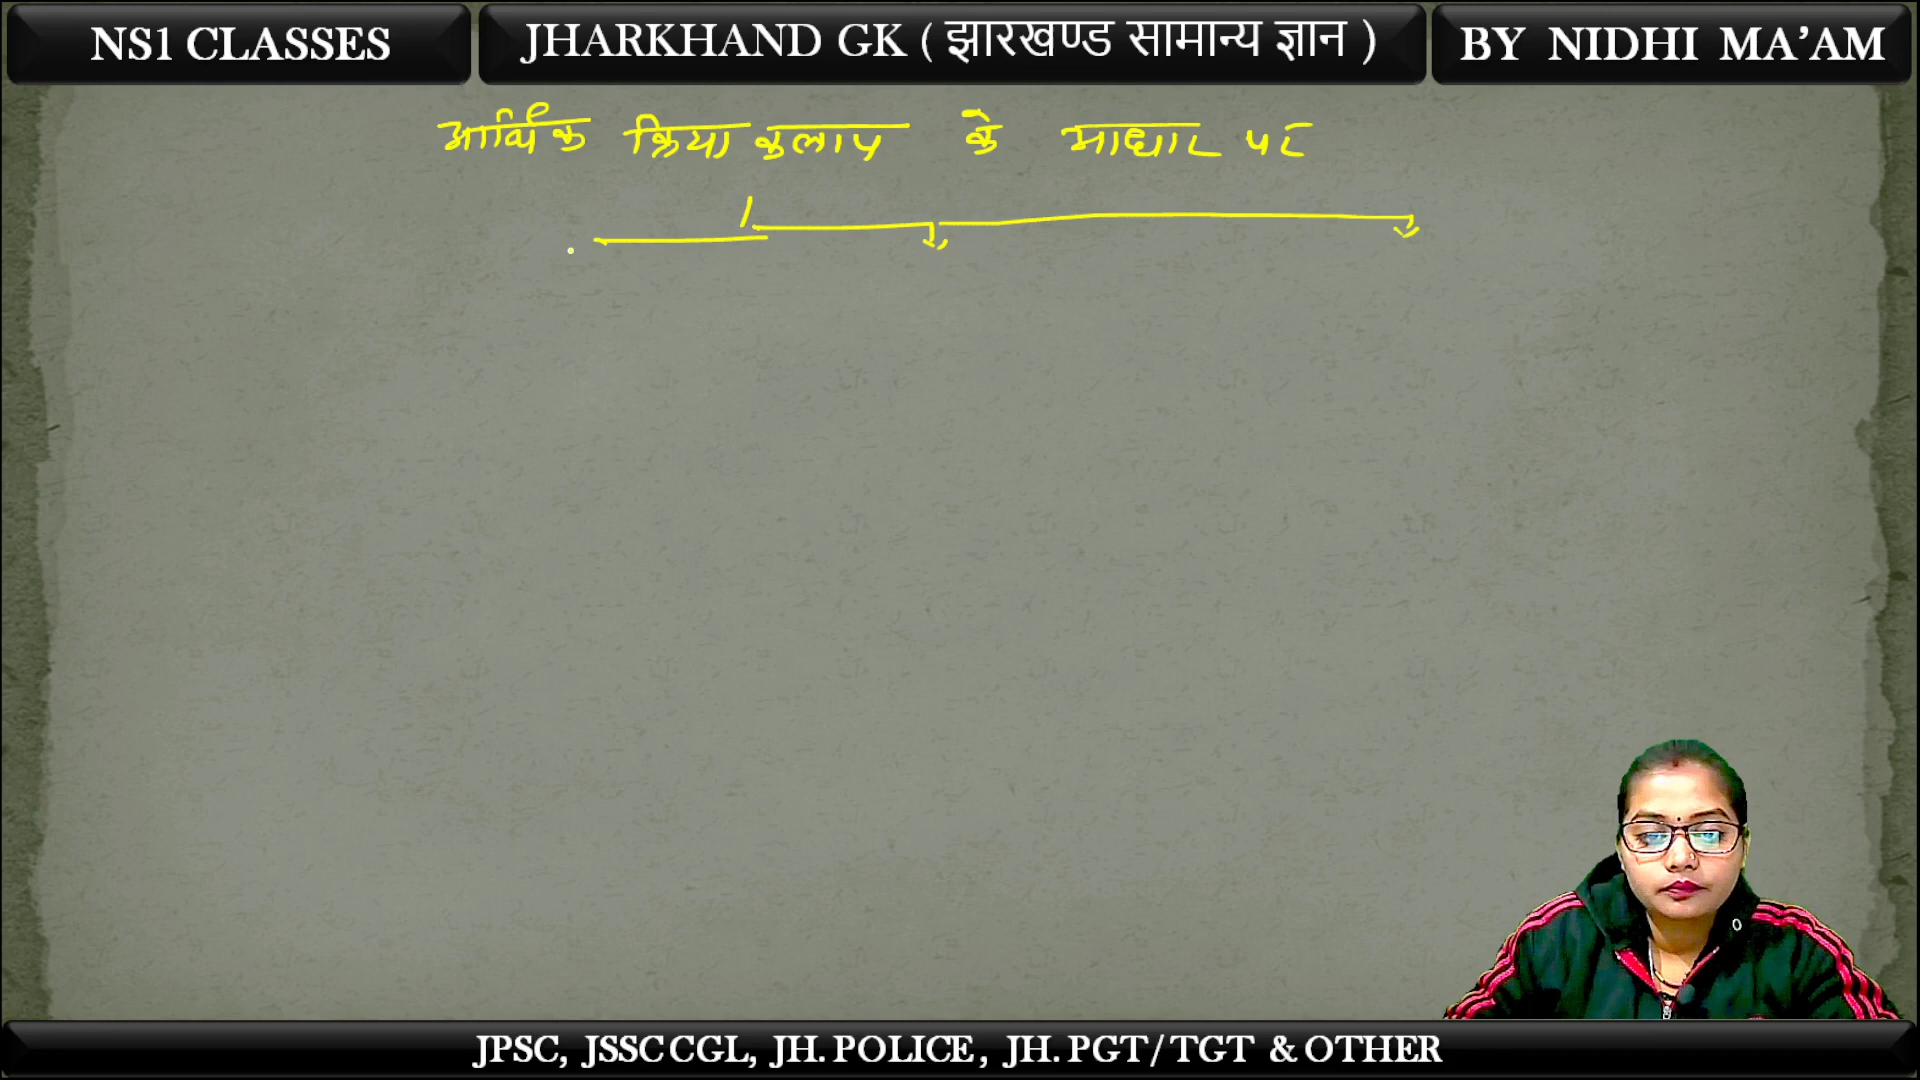 NS1 CLASSES
JHARKHAND GK ( झारखण्ड सामान्य ज्ञान )
BY NIDHI MA’AM
आर्थिक क्रिया कलाप के आधार पर
JPSC, JSSC CGL, JH. POLICE, JH. PGT/ TGT & OTHER